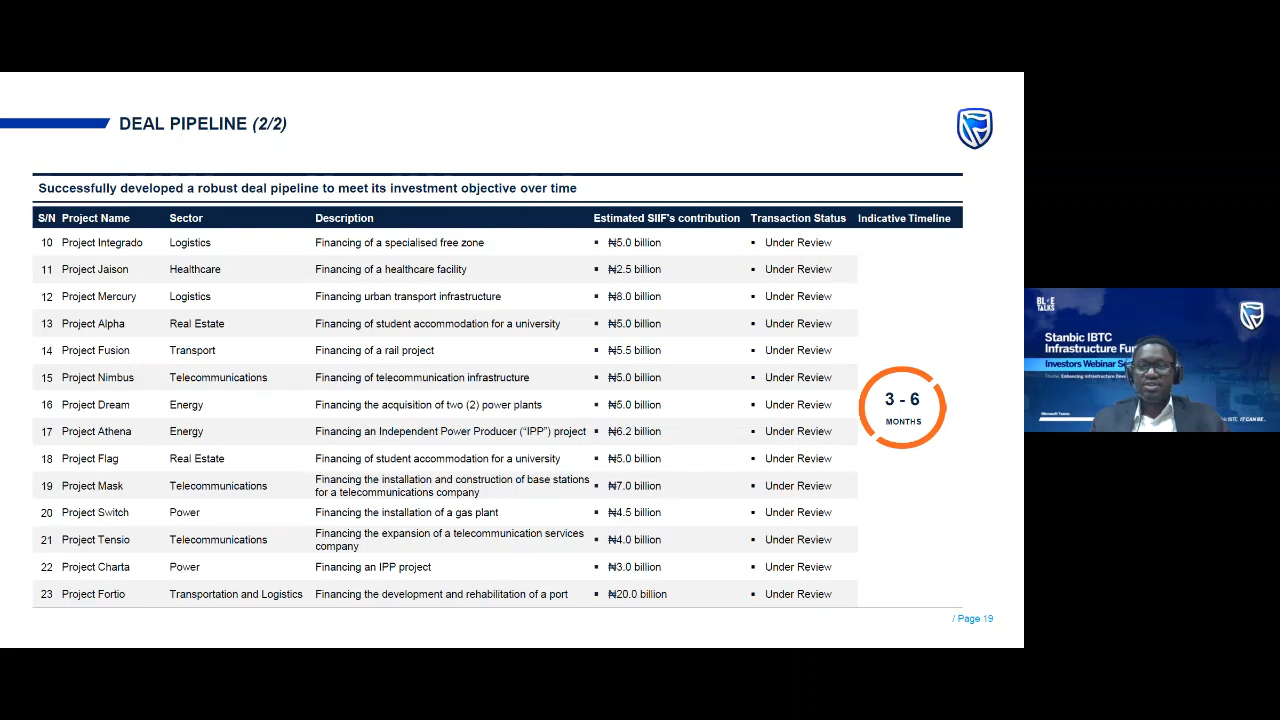 DEAL PIPELINE (2/2)
Successfully developed a robust deal pipeline to meet its investment objective over time
S/N Project Name Sector Description Estimated SIIF's contribution Transaction Status Indicative Timeline
10 Project Integrado Logistics Financing of a specialised free zone ▪ ₦5.0 billion ▪ Under Review
11 Project Jaison Healthcare Financing of a healthcare facility ▪ ₦2.5 billion ▪ Under Review
12 Project Mercury Logistics Financing urban transport infrastructure ▪ ₦8.0 billion ▪ Under Review
13 Project Alpha Real Estate Financing of student accommodation for a university ▪ ₦5.0 billion ▪ Under Review
14 Project Fusion Transport Financing of a rail project ▪ ₦5.5 billion ▪ Under Review
15 Project Nimbus Telecommunications Financing telecommunication infrastructure ▪ ₦5.0 billion ▪ Under Review
16 Project Dream Energy Financing the acquisition of two (2) power plants ▪ ₦5.0 billion ▪ Under Review
3 - 6
MONTHS
17 Project Athena Energy Financing an Independent Power Producer (“IPP”) project ▪ ₦6.2 billion ▪ Under Review
18 Project Flag Real Estate Financing of student accommodation for a university ▪ ₦5.0 billion ▪ Under Review
19 Project Mask Telecommunications Financing the installation and construction of base stations
for a telecommunications company ▪ ₦7.0 billion ▪ Under Review
20 Project Switch Power Financing the installation of a gas plant ▪ ₦4.5 billion ▪ Under Review
21 Project Tensio Telecommunications Financing the expansion of a telecommunication services
company ▪ ₦4.0 billion ▪ Under Review
22 Project Charta Power Financing an IPP project ▪ ₦3.0 billion ▪ Under Review
23 Project Fortio Transportation and Logistics Financing the development and rehabilitation of a port ▪ ₦20.0 billion ▪ Under Review
/ Page 19
BLUE
TALKS
Stanbic IBTC
Infrastructure
Investors Webinar
Enhancing Infrastructure
Microsoft Teams
IT CAN BE..